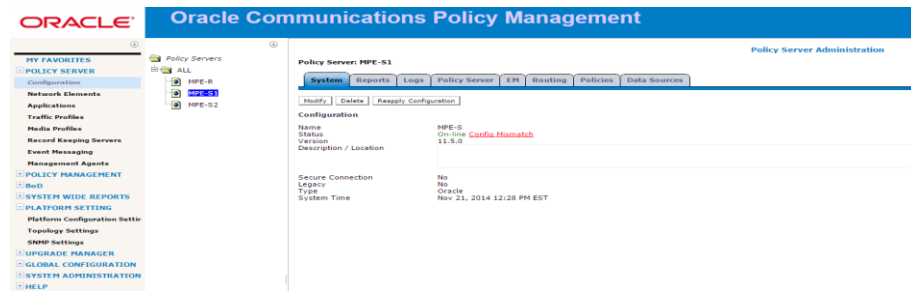 ORACLE
Oracle Communications Policy Management
MY FAVORITES
POLICY SERVER
Configuration
Network Elements
Applications
Traffic Profiles
Media Profiles
Record Keeping Servers
Event Messaging
Management Agents
POLICY MANAGEMENT
BoD
SYSTEM WIDE REPORTS
PLATFORM SETTING
Platform Configuration Settin
Topology Settings
SNMP Settings
UPGRADE MANAGER
GLOBAL CONFIGURATION
SYSTEM ADMINISTRATION
HELP
Policy Servers
ALL
MPE-R
MPE-S1
MPE-S2
Policy Server Administration
Policy Server: MPE-S1
System Reports Logs Policy Server EM Routing Policies Data Sources
Modify Delete Reapply Configuration
Configuration
Name MPE-S
Status On-line Config Mismatch
Version 11.5.0
Description / Location
Secure Connection No
Legacy No
Type Oracle
System Time Nov 21, 2014 12:28 PM EST